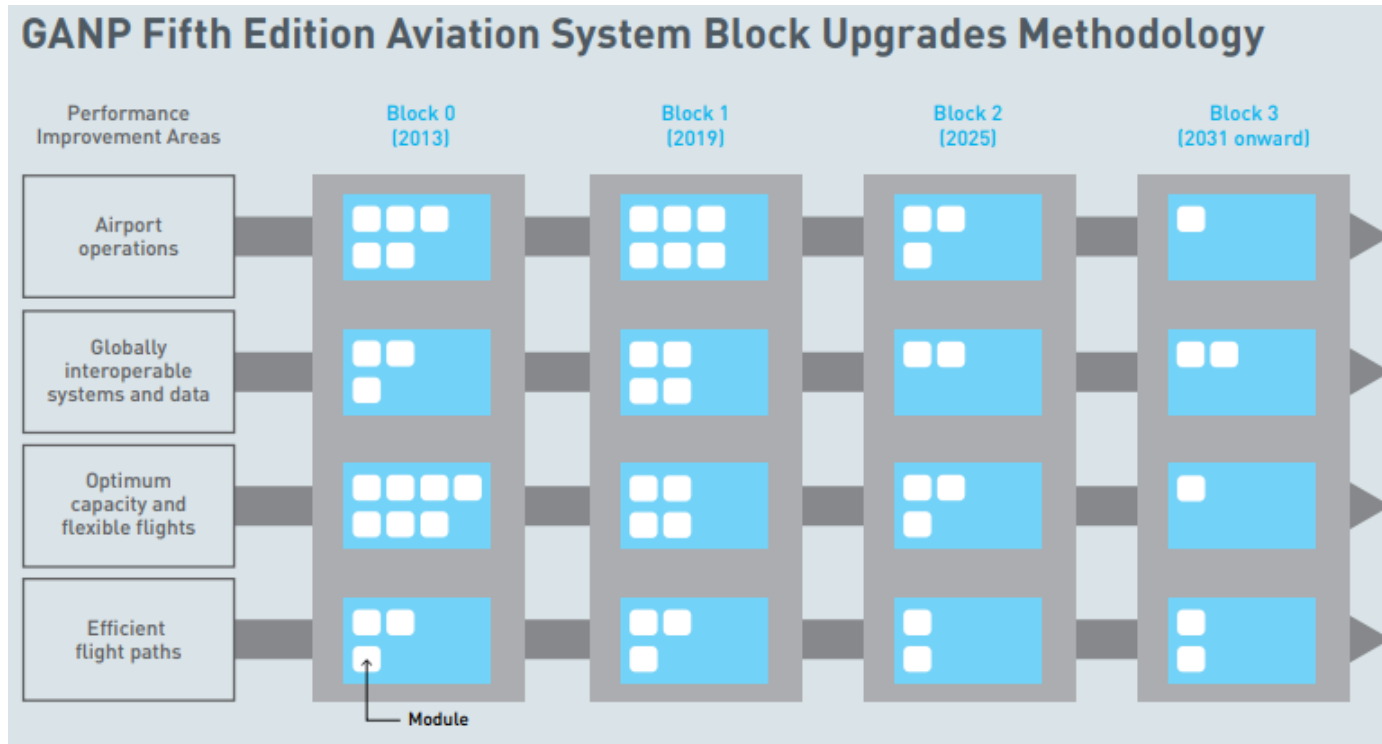 GANP Fifth Edition Aviation System Block Upgrades Methodology
Performance
Improvement Areas
Block 0
(2013)
Block 1
(2019)
Block 2
(2025)
Block 3
(2031 onward)
Airport
operations
Globally
interoperable
systems and data
Optimum
capacity and
flexible flights
Efficient
flight paths
Module